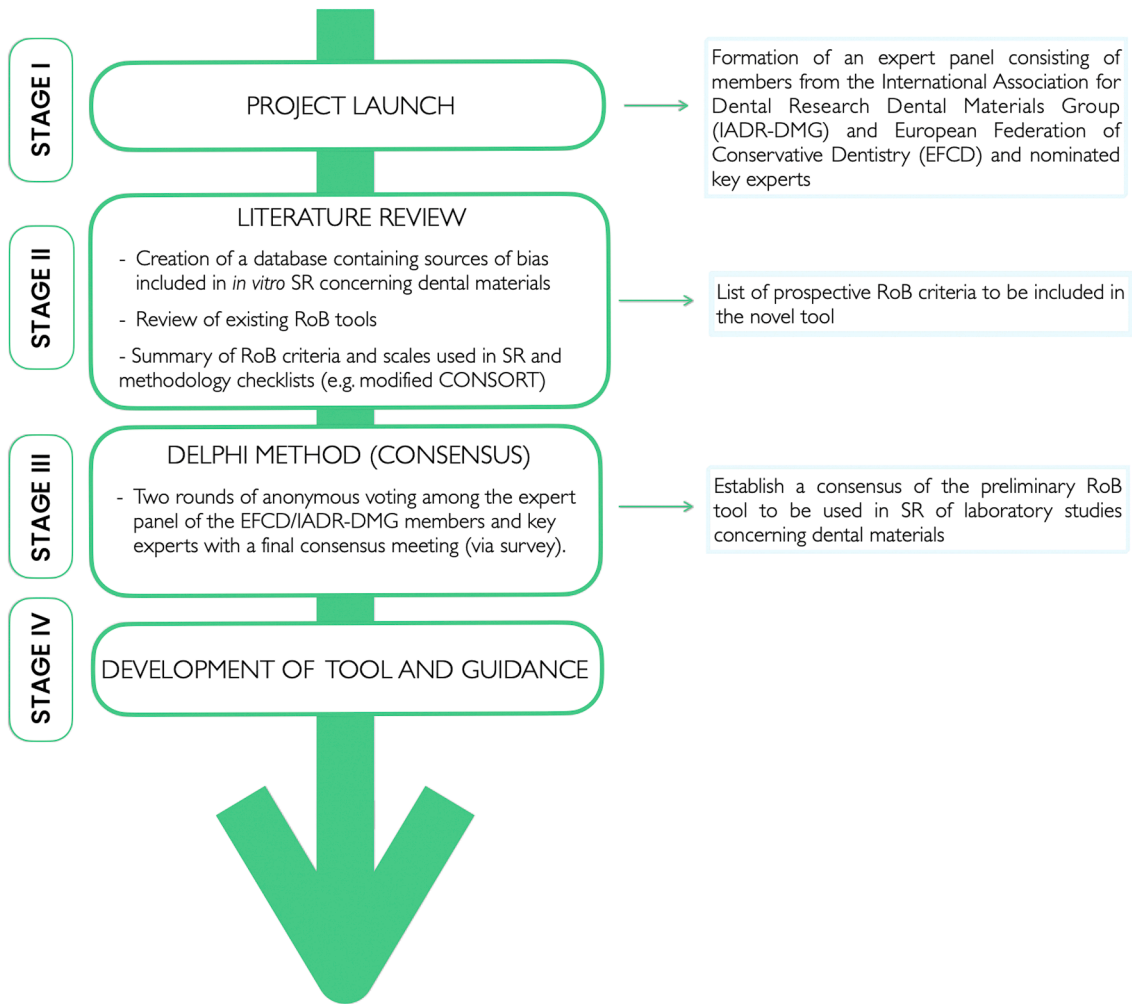 STAGE I
PROJECT LAUNCH
Formation of an expert panel consisting of
members from the International Association for
Dental Research Dental Materials Group
(IADR-DMG) and European Federation of
Conservative Dentistry (EFCD) and nominated
key experts
STAGE II
LITERATURE REVIEW
- Creation of a database containing sources of bias
included in in vitro SR concerning dental materials
- Review of existing RoB tools
- Summary of RoB criteria and scales used in SR and
methodology checklists (e.g. modified CONSORT)
List of prospective RoB criteria to be included in
the novel tool
STAGE III
DELPHI METHOD (CONSENSUS)
- Two rounds of anonymous voting among the expert
panel of the EFCD/IADR-DMG members and key
experts with a final consensus meeting (via survey).
Establish a consensus of the preliminary RoB
tool to be used in SR of laboratory studies
concerning dental materials
STAGE IV
DEVELOPMENT OF TOOL AND GUIDANCE